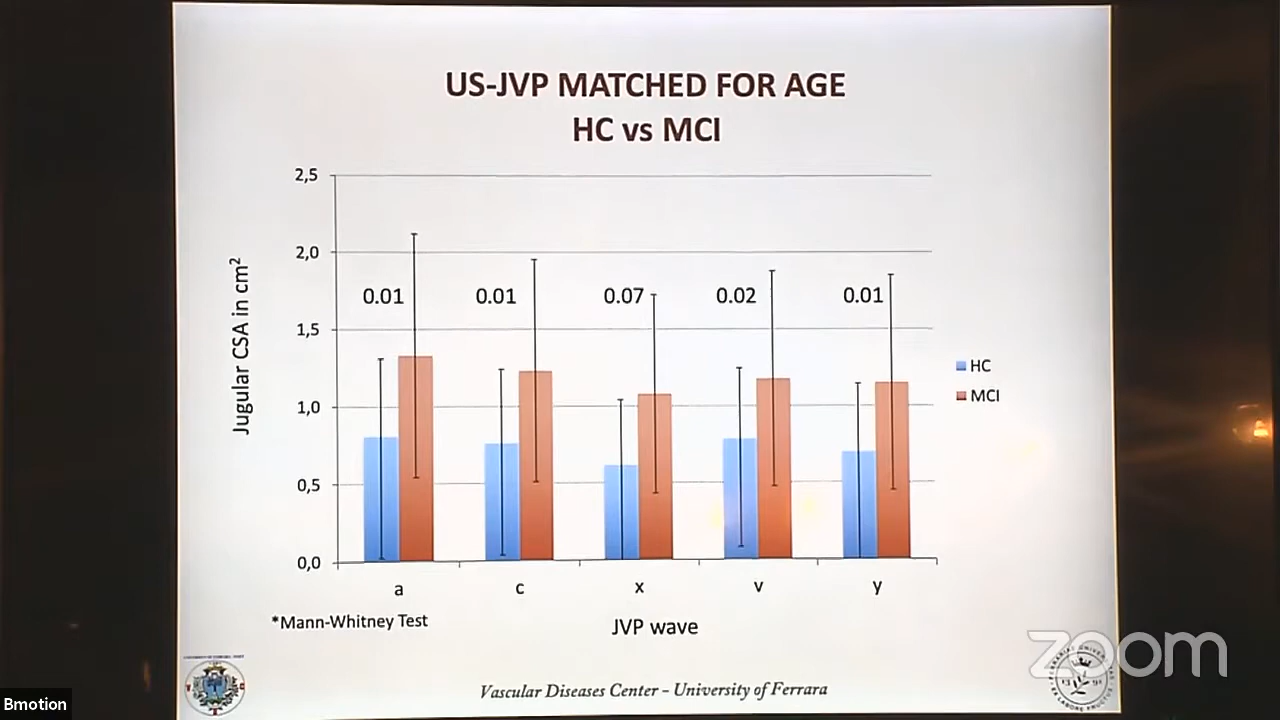 US-JVP MATCHED FOR AGE
HC vs MCI
Jugular CSA in cm²
2,5
2,0
1,5
1,0
0,5
0,0
0.01
0.01
0.07
0.02
0.01
HC
MCI
a
c
x
v
y
*Mann-Whitney Test
JVP wave
Vascular Diseases Center – University of Ferrara
zoom
Bmotion